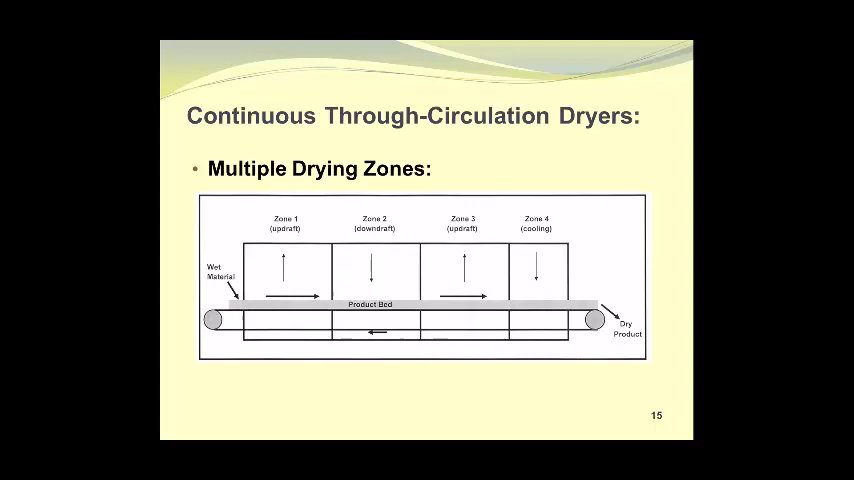 Continuous Through-Circulation Dryers:
• Multiple Drying Zones:
Zone 1
(updraft)
Zone 2
(downdraft)
Zone 3
(updraft)
Zone 4
(cooling)
Wet
Material
Product Bed
Dry
Product
15